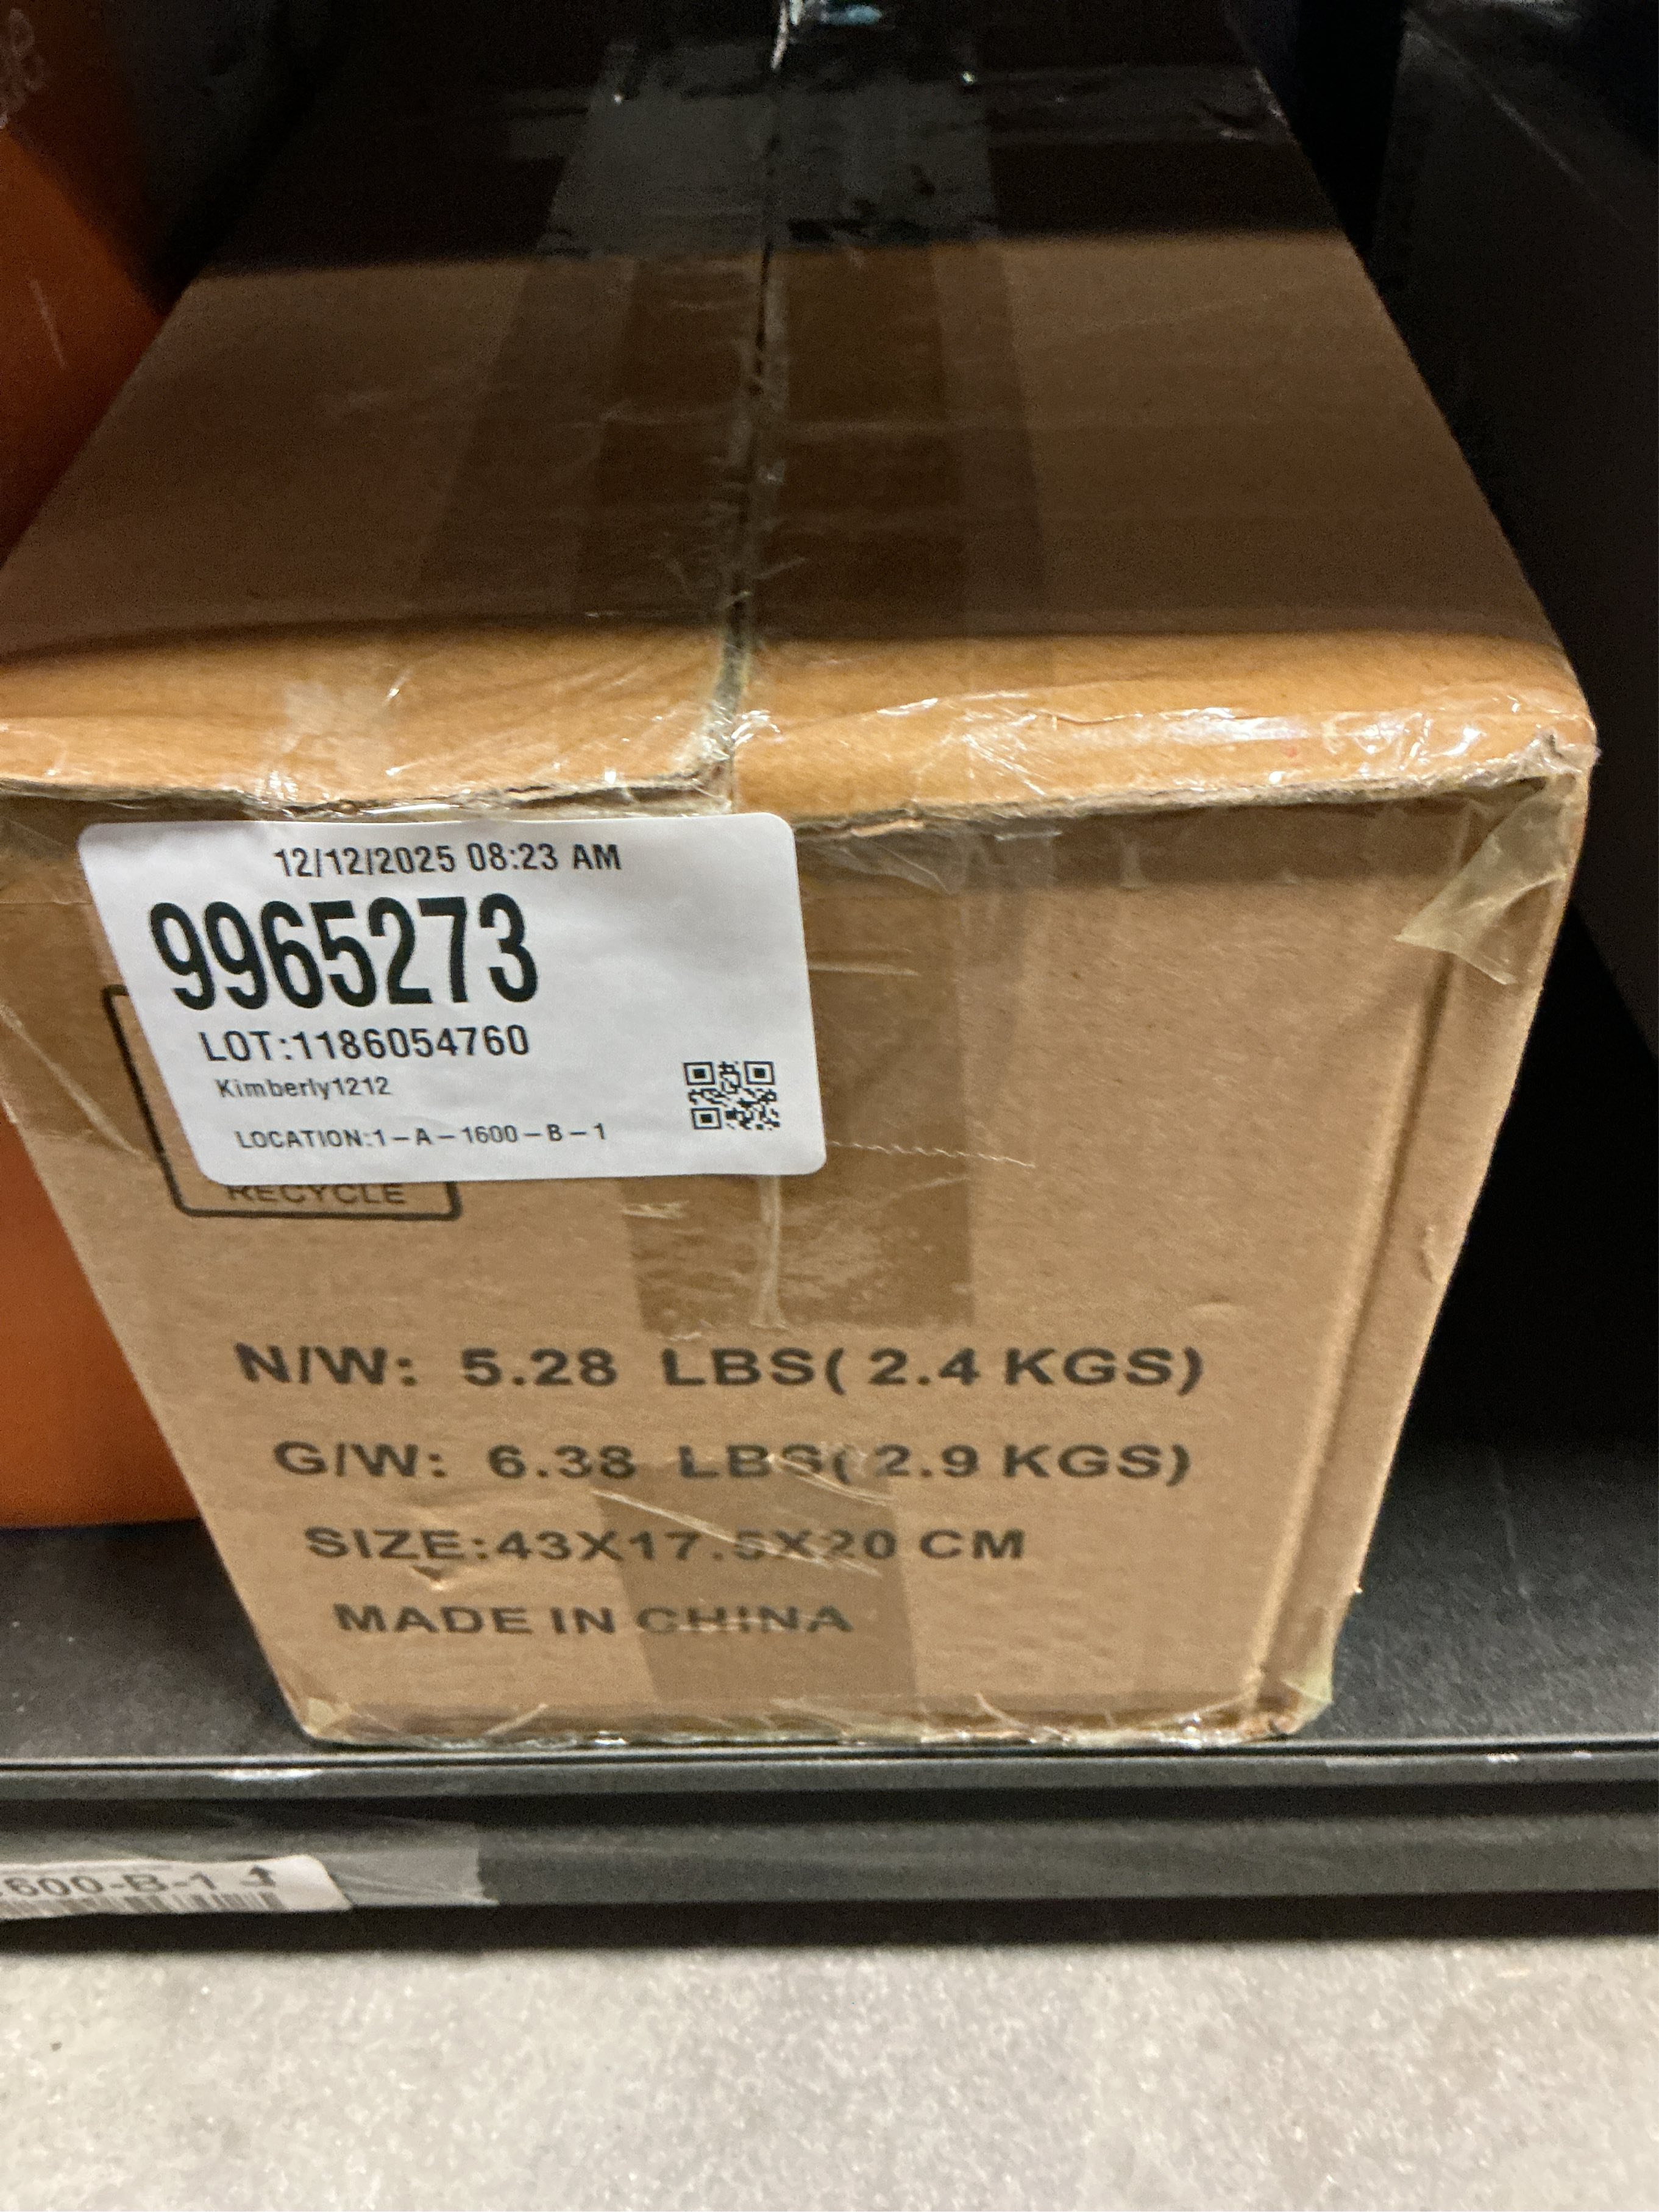 12/12/2025 08:23 AM
9965273
LOT:1186054760
Kimberly1212
LOCATION:1-A-1600-B-1
RECYCLE
N/W: 5.28 LBS(2.4 KGS)
G/W: 6.38 LBS(2.9 KGS)
SIZE:43X17.5X20 CM
MADE IN CHINA
600-B-1